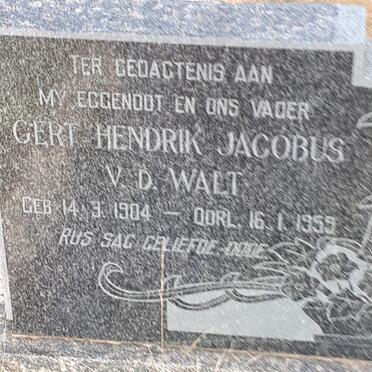 TER GEDAGTENIS AAN
MY EGGENOOT EN ONS VADER
GERT HENDRIK JACOBUS
V. D. WALT
GEB. 14. 3. 1904 — OORL. 16. 1. 1959
RUS SAG GELIEFDE DODE